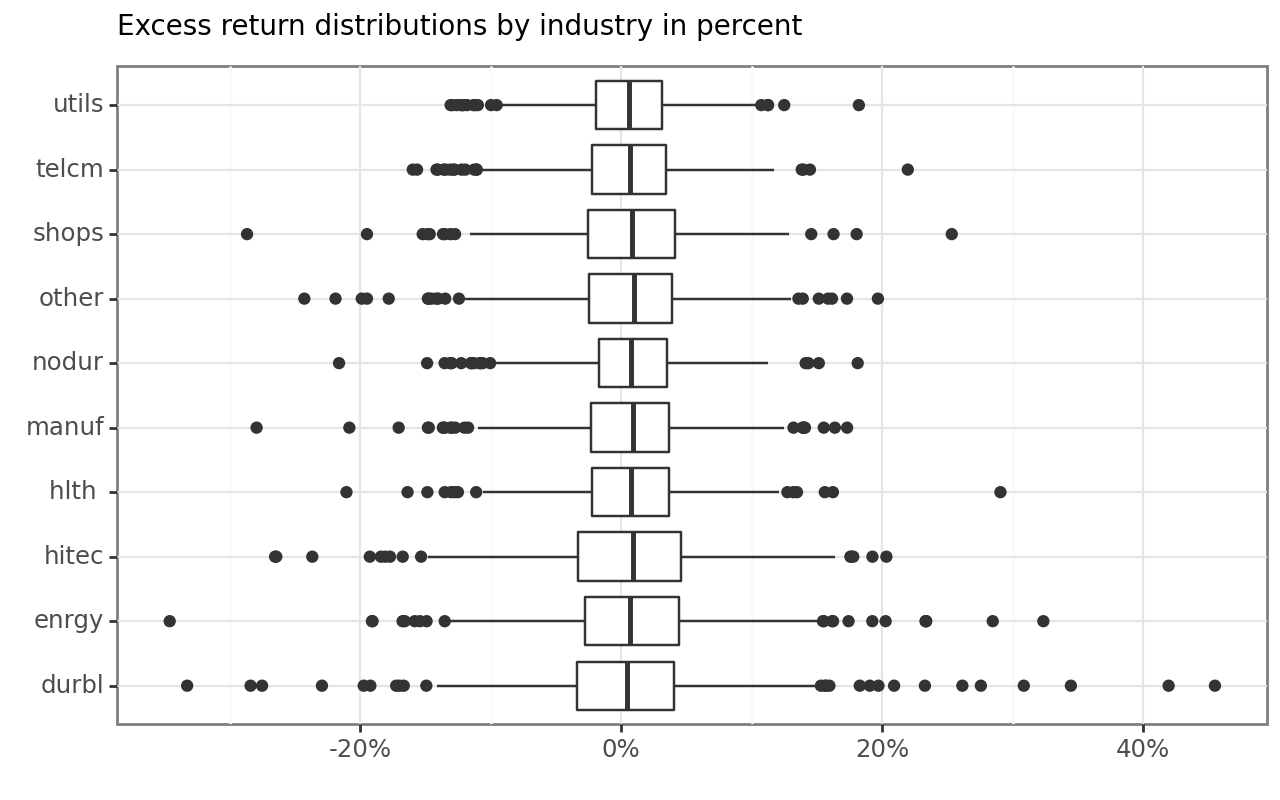 Excess return distributions by industry in percent
utils
telcm
shops
other
nodur
manuf
hlth
hitec
enrgy
durbl
-20% 0% 20% 40%